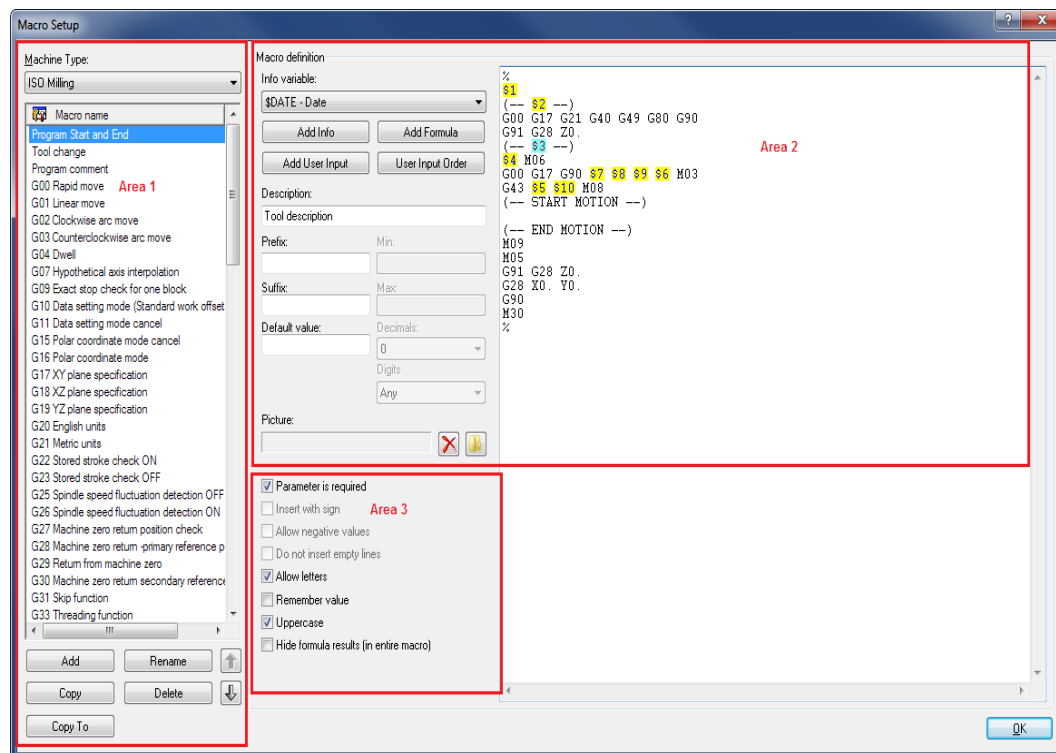 Macro Setup
Machine Type:
ISO Milling
Macro name
Program Start and End
Tool change
Program comment
G00 Rapid move
Area 1
G01 Linear move
G02 Clockwise arc move
G03 Counterclockwise arc move
G04 Dwell
G07 Hypothetical axis interpolation
G09 Exact stop check for one block
G10 Data setting mode (Standard work offset
G11 Data setting mode cancel
G15 Polar coordinate mode cancel
G16 Polar coordinate mode
G17 XY plane specification
G18 XZ plane specification
G19 YZ plane specification
G20 English units
G21 Metric units
G22 Stored stroke check ON
G23 Stored stroke check OFF
G25 Spindle speed fluctuation detection OFF
G26 Spindle speed fluctuation detection ON
G27 Machine zero return position check
G28 Machine zero return -primary reference p
G29 Return from machine zero
G30 Machine zero return secondary reference
G31 Skip function
G33 Threading function
Add
Rename
Copy
Delete
Copy To
Macro definition
Info variable:
$DATE - Date
Add Info
Add Formula
Add User Input
User Input Order
Description:
Tool description
Prefix:
Min:
Suffix:
Max:
Default value:
Decimals:
0
Digits
Any
Picture:
Parameter is required
Insert with sign
Area 3
Allow negative values
Do not insert empty lines
Allow letters
Remember value
Uppercase
Hide formula results (in entire macro)
%
$1
(-- $2 --)
G00 G17 G21 G40 G49 G80 G90
G91 G28 Z0.
(-- $3 --)
Area 2
$4 M06
G00 G17 G90 $7 $8 $9 $6 M03
G43 $5 $10 M08
(-- START MOTION --)
(-- END MOTION --)
M09
M05
G91 G28 Z0.
G28 X0. Y0.
G90
M30
%
OK